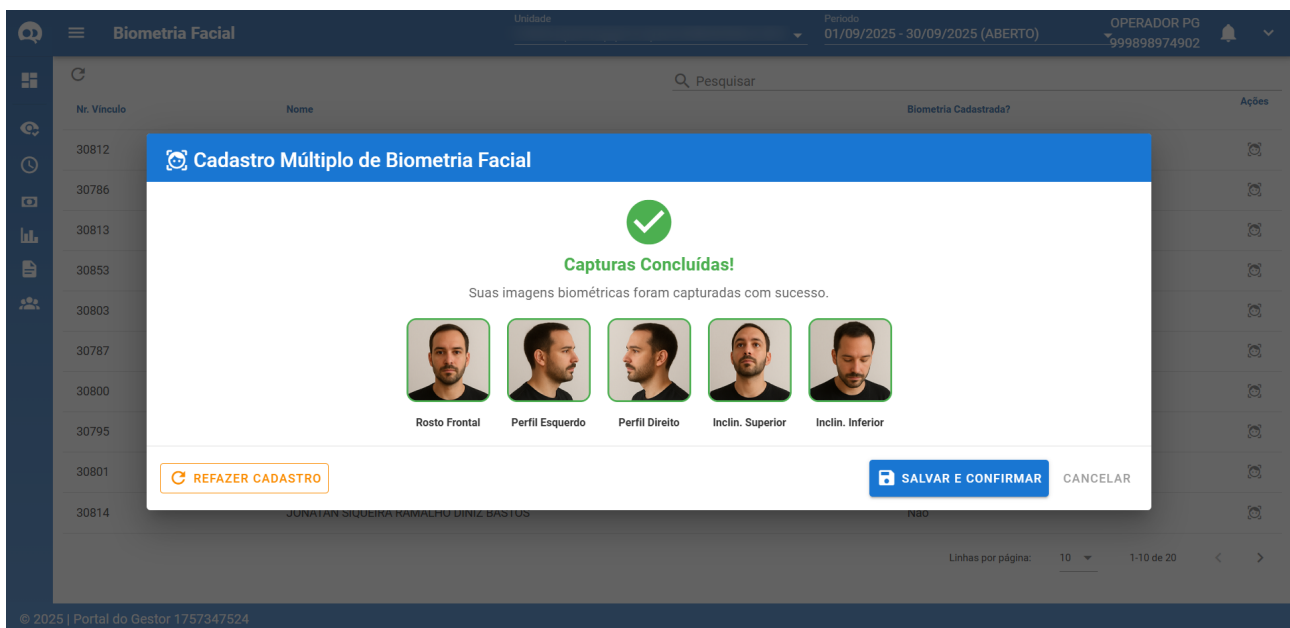 Unidade
Período
Biometria Facial
01/09/2025 - 30/09/2025 (ABERTO)
OPERADOR PG
999898974902
Pesquisar
Nr. Vínculo
Nome
Biometria Cadastrada?
Ações
30812
Cadastro Múltiplo de Biometria Facial
30786
30813
Capturas Concluídas!
30853
Suas imagens biométricas foram capturadas com sucesso.
30803
30787
30800
Rosto Frontal
Perfil Esquerdo
Perfil Direito
Inclin. Superior
Inclin. Inferior
30795
30801
REFAZER CADASTRO
SALVAR E CONFIRMAR
CANCELAR
30814
JONATAN SIQUEIRA RAMALHO DINIZ BASTOS
Não
Linhas por página:
10
1-10 de 20
© 2025 | Portal do Gestor 1757347524